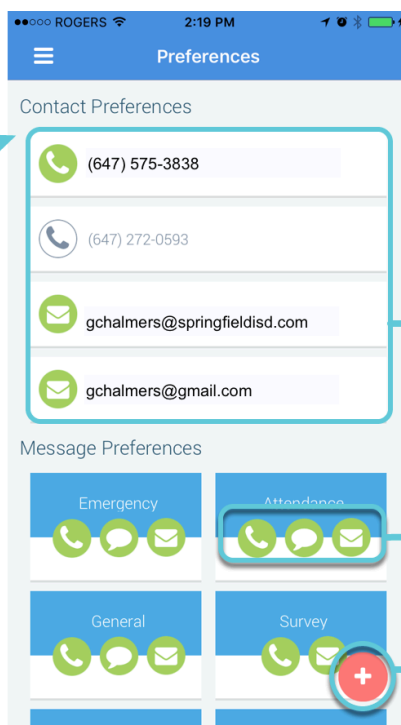 ROGERS 2:19 PM
Preferences
Contact Preferences
(647) 575-3838
(647) 272-0593
gchalmers@springfieldisd.com
gchalmers@gmail.com
Message Preferences
Emergency Attendance
General Survey
+